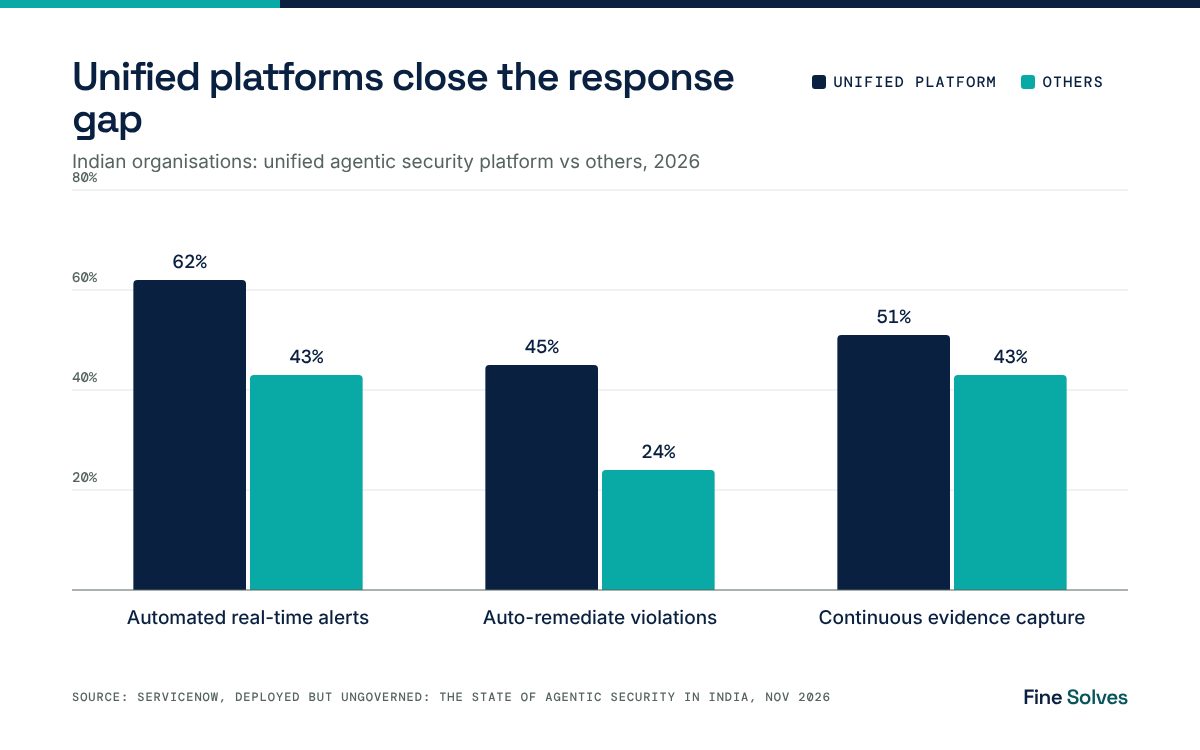 Unified platforms close the response
gap
UNIFIED PLATFORM
OTHERS
Indian organisations: unified agentic security platform vs others, 2026
80%
60%
40%
20%
62%
43%
45%
24%
51%
43%
Automated real-time alerts
Auto-remediate violations
Continuous evidence capture
SOURCE: SERVICENOW, DEPLOYED BUT UNGOVERNED: THE STATE OF AGENTIC SECURITY IN INDIA, NOV 2026
Fine Solves